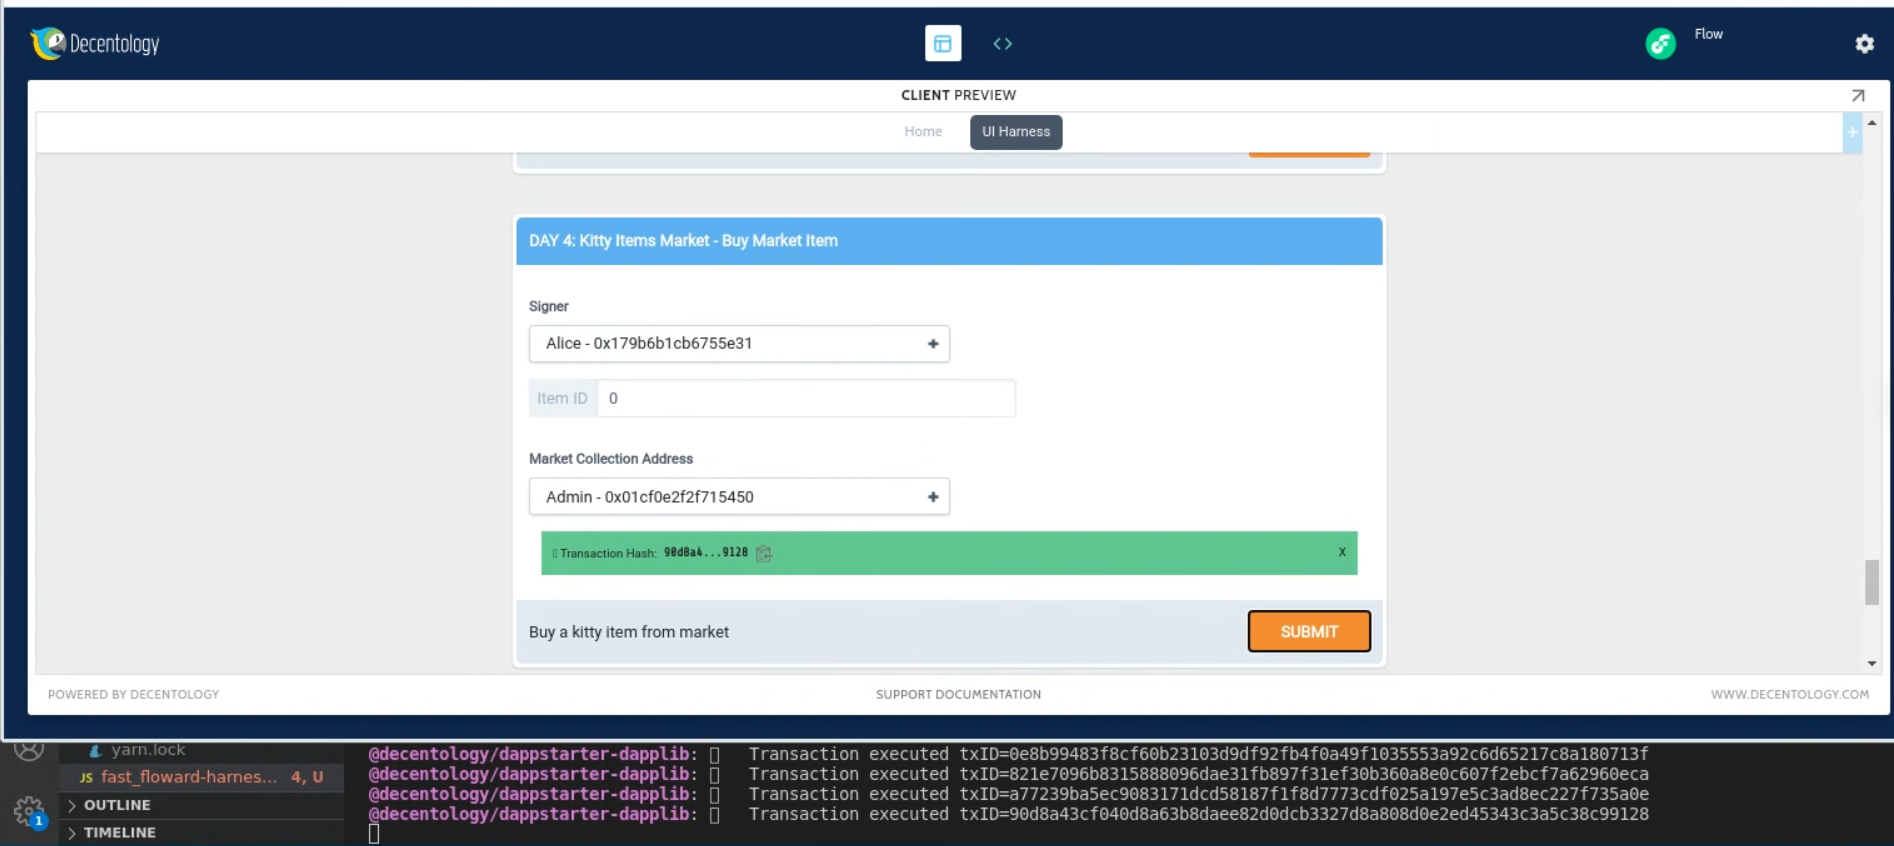 Decentology
<>
Flow
CLIENT PREVIEW
Home
UI Harness
+
DAY 4: Kitty Items Market - Buy Market Item
Signer
Alice - 0x179b6b1cb6755e31
+
Item ID
0
Market Collection Address
Admin - 0x01cf0e2f2f715450
+
Transaction Hash: 90d8a4...9128
X
Buy a kitty item from market
SUBMIT
POWERED BY DECENTOLOGY
SUPPORT DOCUMENTATION
WWW.DECENTOLOGY.COM
yarn.lock
JS fast_floward-harnes... 4, U
> OUTLINE
1
> TIMELINE
@decentology/dappstarter-dapplib: Transaction executed txID=0e8b99483f8cf60b23103d9df92fb4f0a49f1035553a92c6d65217c8a180713f
@decentology/dappstarter-dapplib: Transaction executed txID=821e7096b8315888096dae31fb897f31ef30b360a8e0c607f2ebcf7a62960eca
@decentology/dappstarter-dapplib: Transaction executed txID=a77239ba5ec9083171dcd58187f1f8d7773cdf025a197e5c3ad8ec227f735a0e
@decentology/dappstarter-dapplib: Transaction executed txID=90d8a43cf040d8a63b8daee82d0dcb3327d8a808d0e2ed45343c3a5c38c99128